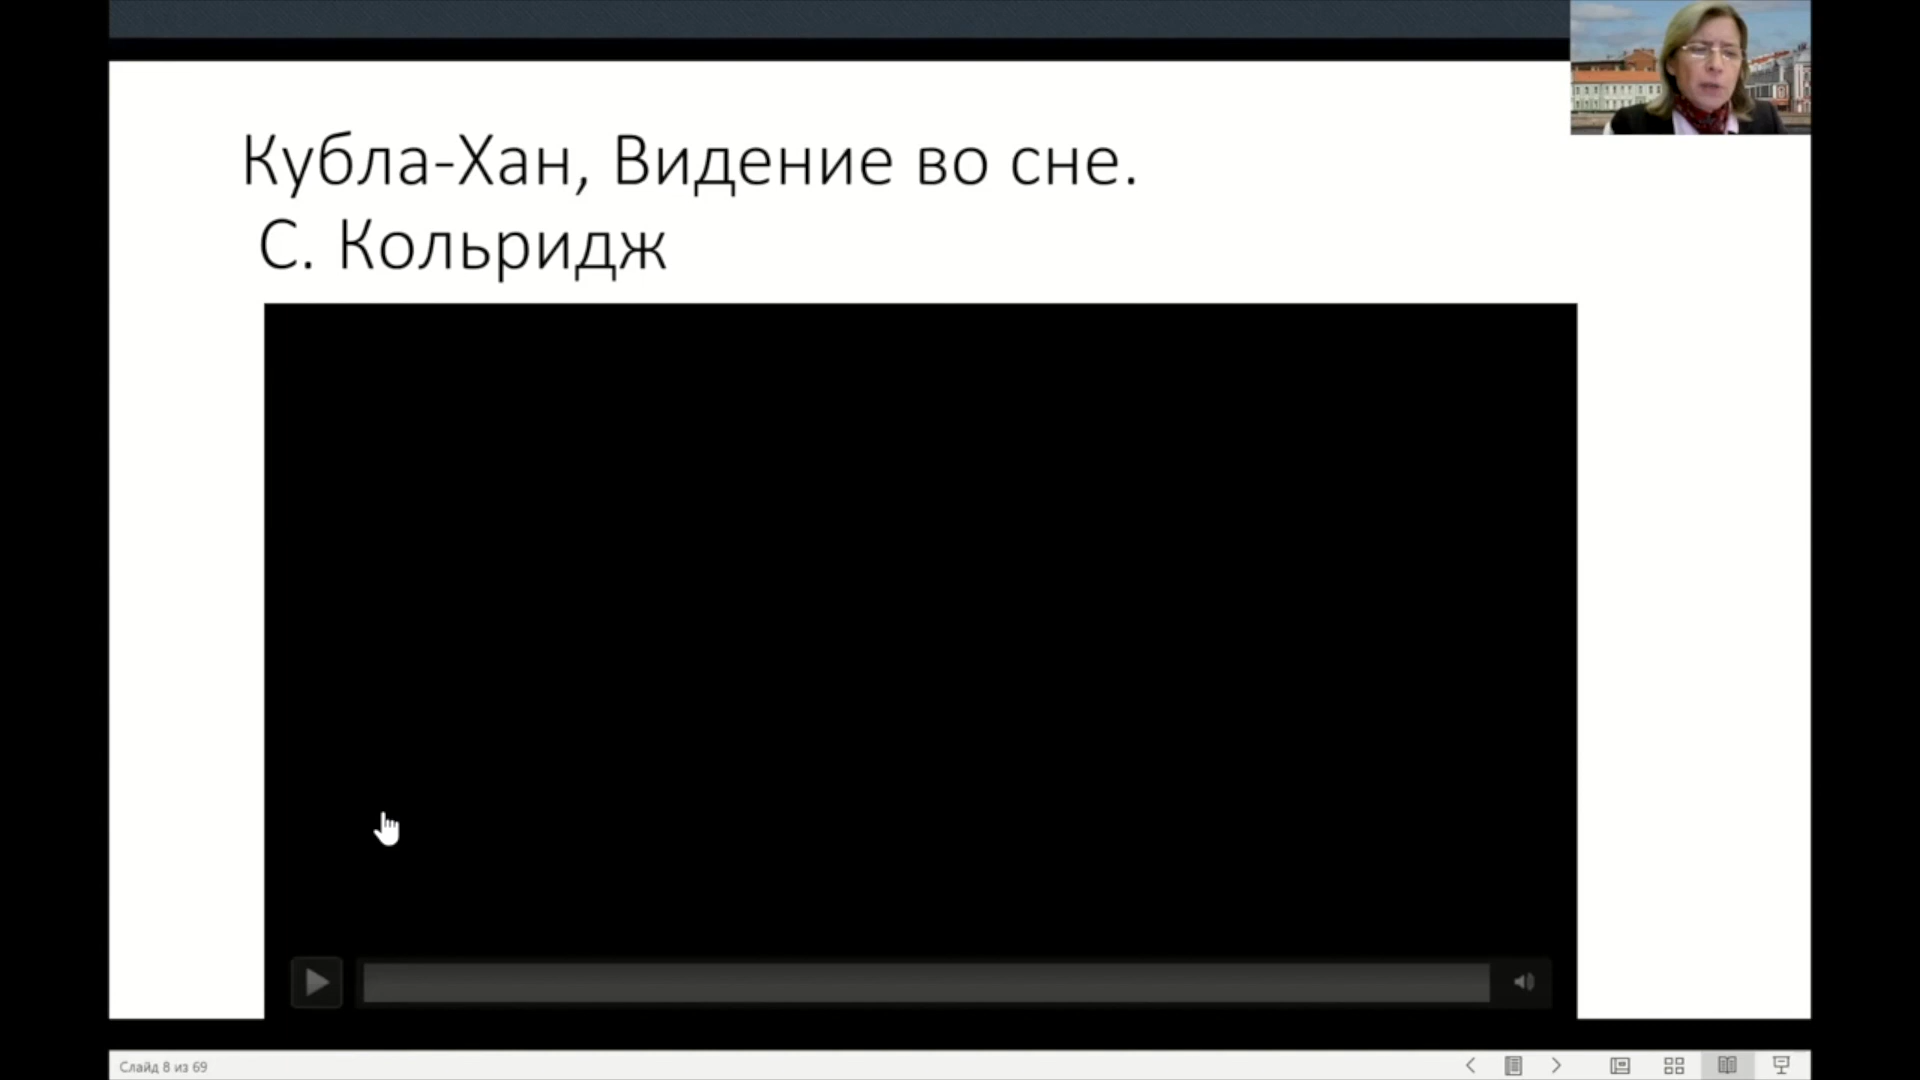 Кубла-Хан, Видение во сне.
С. Кольридж
Слайд 8 из 69